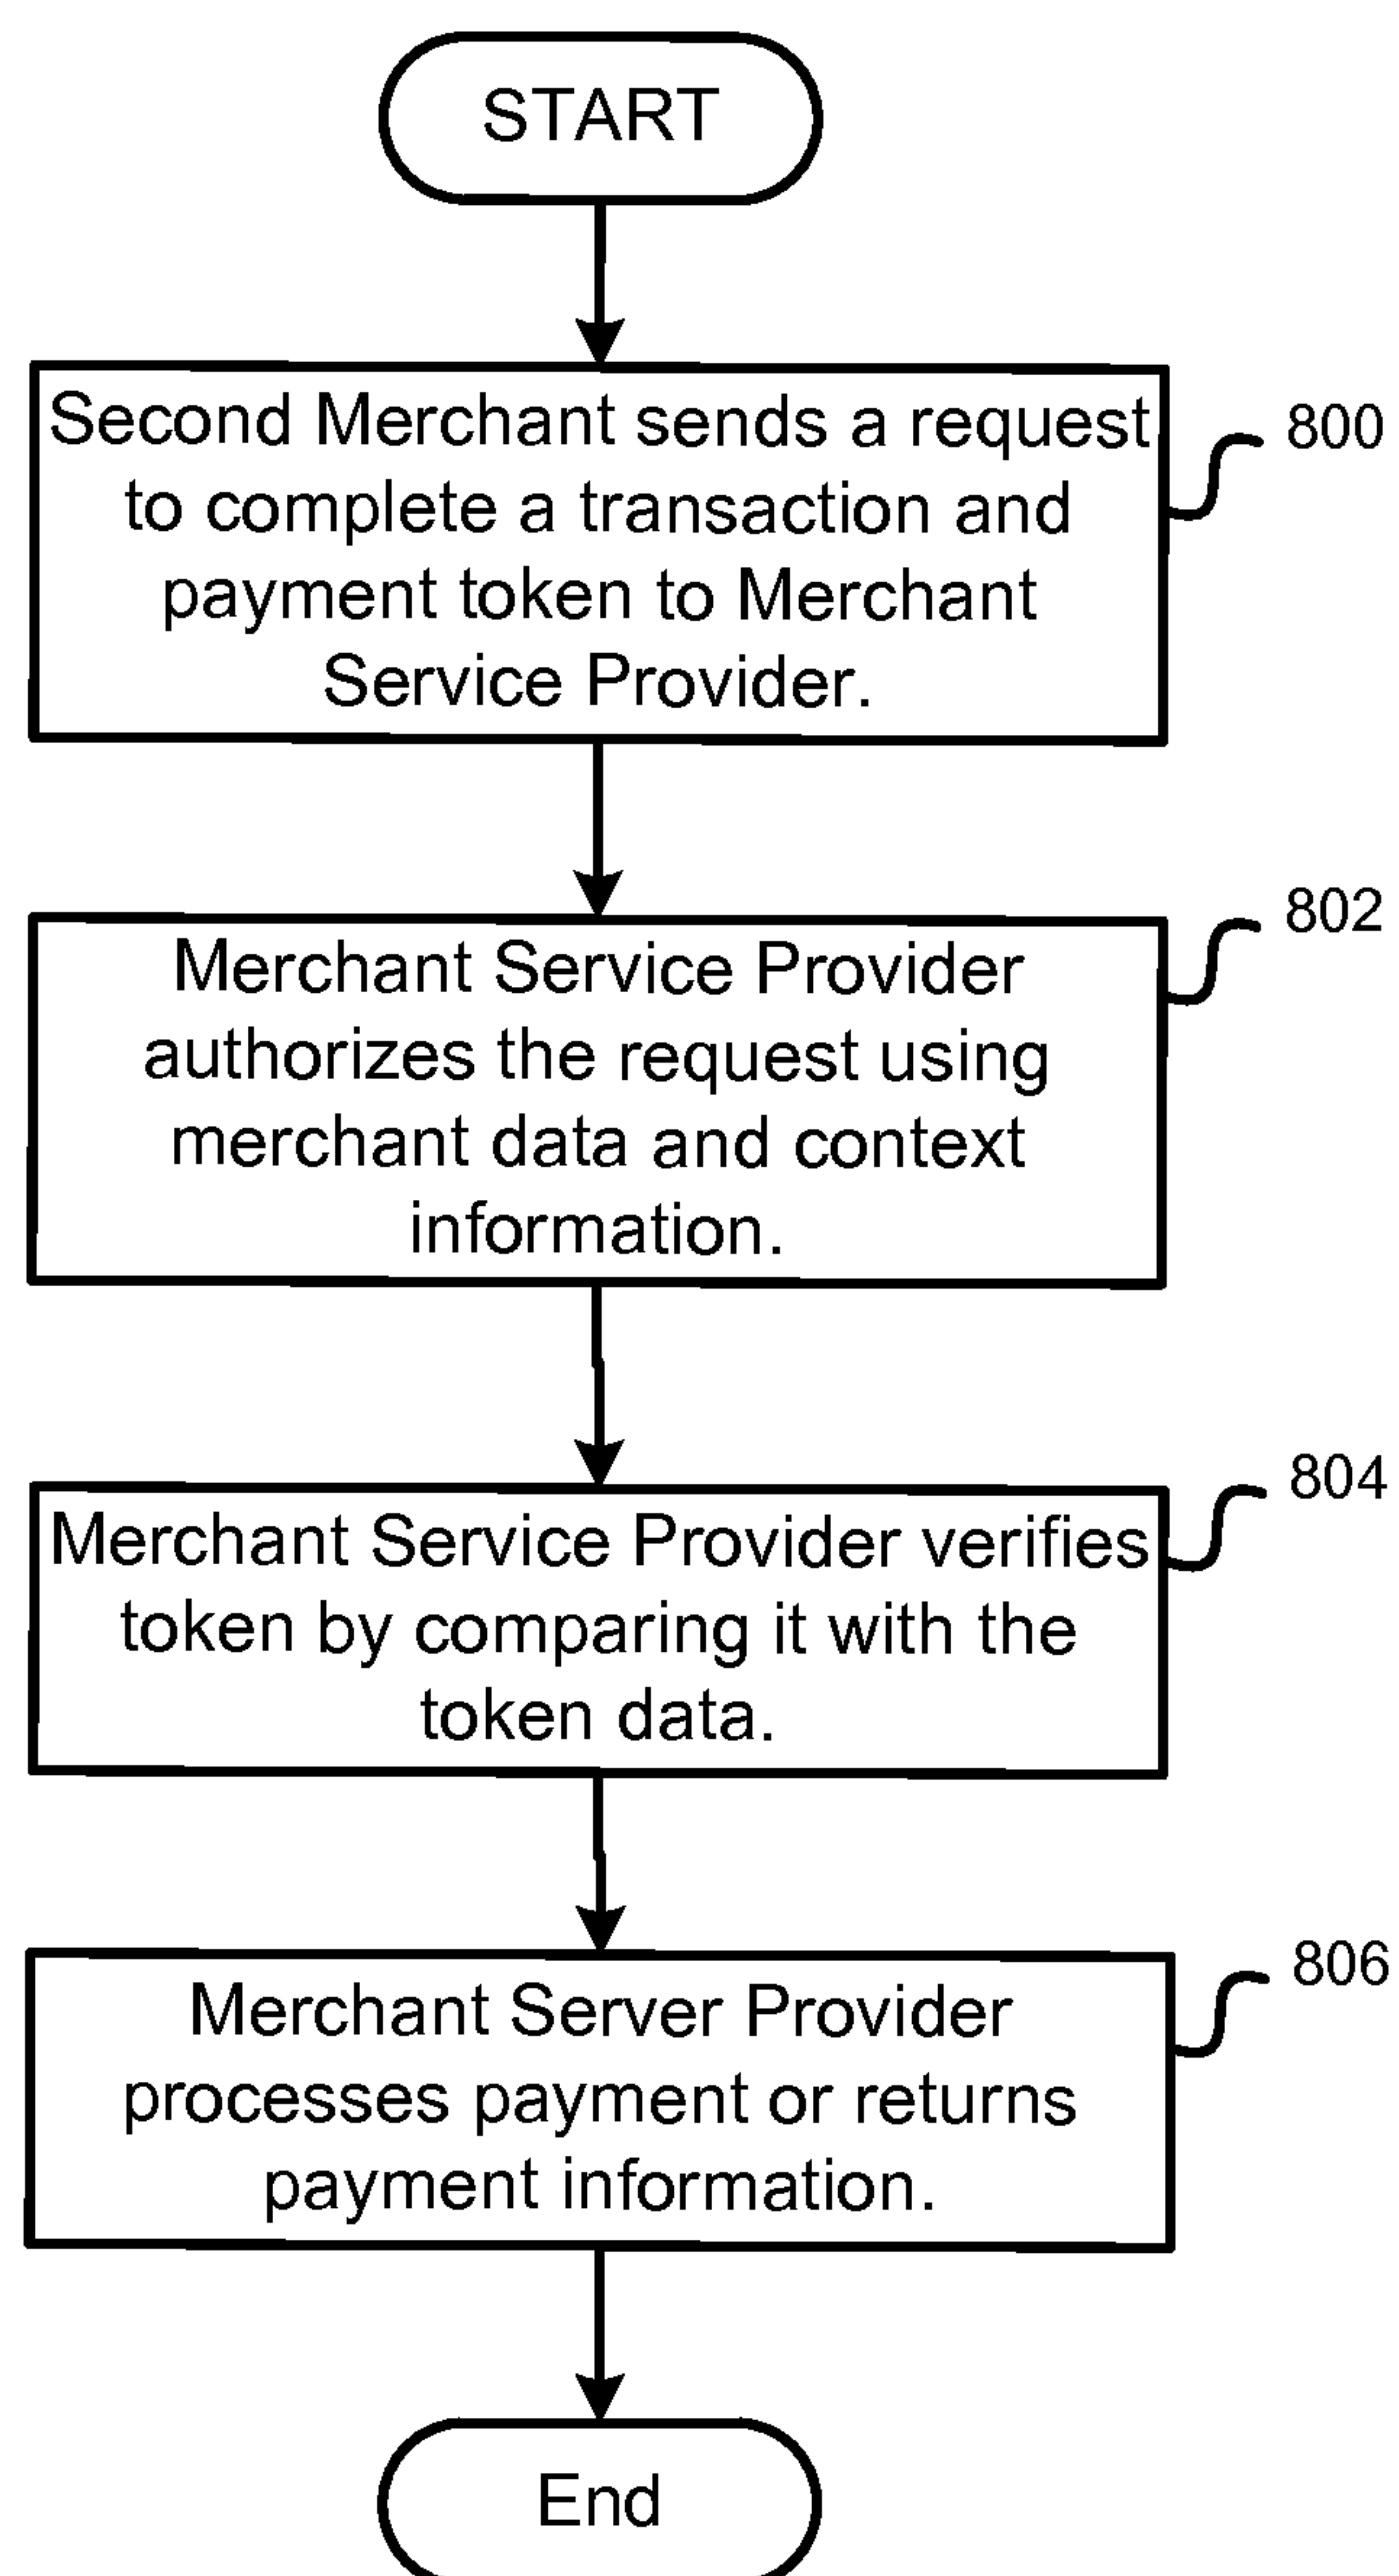 START
Second Merchant sends a request
to complete a transaction and
payment token to Merchant
Service Provider.
800
Merchant Service Provider
authorizes the request using
merchant data and context
information.
802
Merchant Service Provider verifies
token by comparing it with the
token data.
804
Merchant Server Provider
processes payment or returns
payment information.
806
End